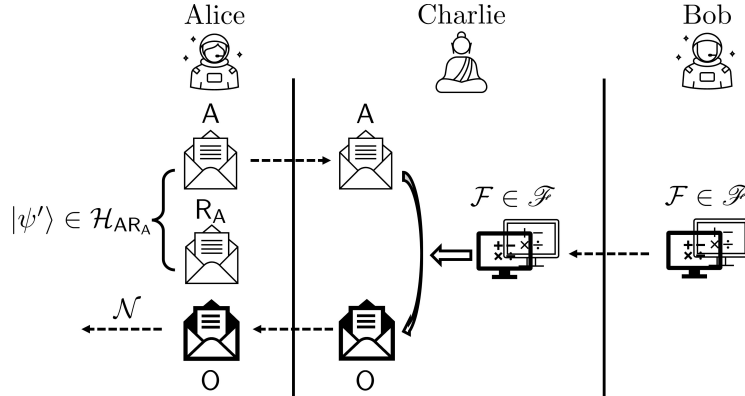 Alice
Charlie
Bob
A
A
|ψ′⟩ ∈ ℋ_{AR_A}
R_A
ℱ ∈ ℱ
ℱ ∈ ℱ
𝒩
O
O